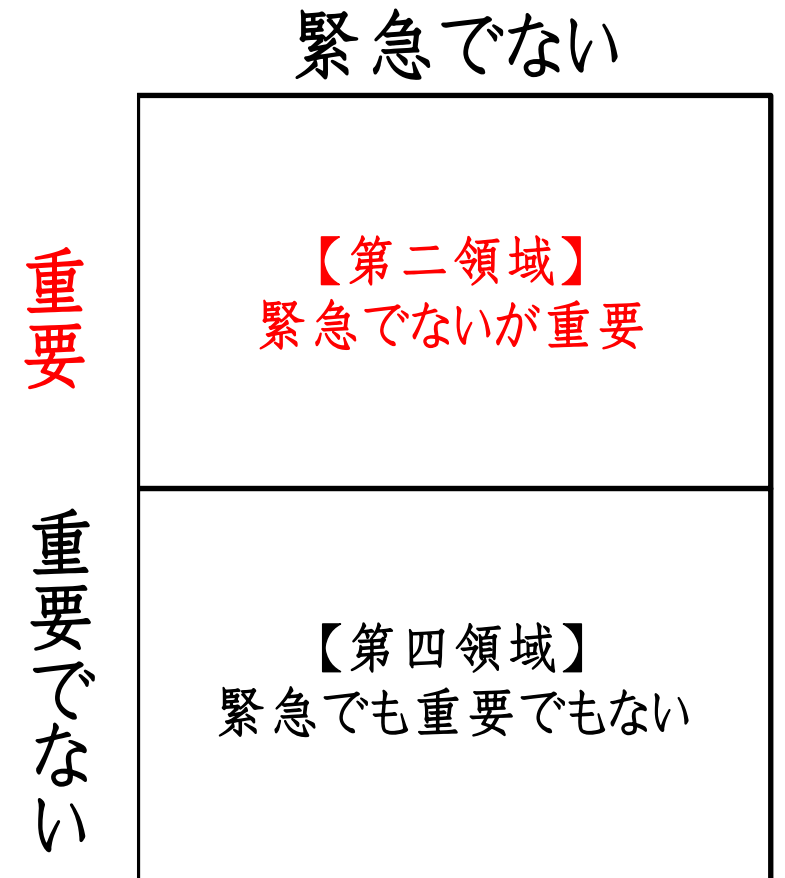 緊急でない
重要
【第二領域】
緊急でないが重要
重要でない
【第四領域】
緊急でも重要でもない